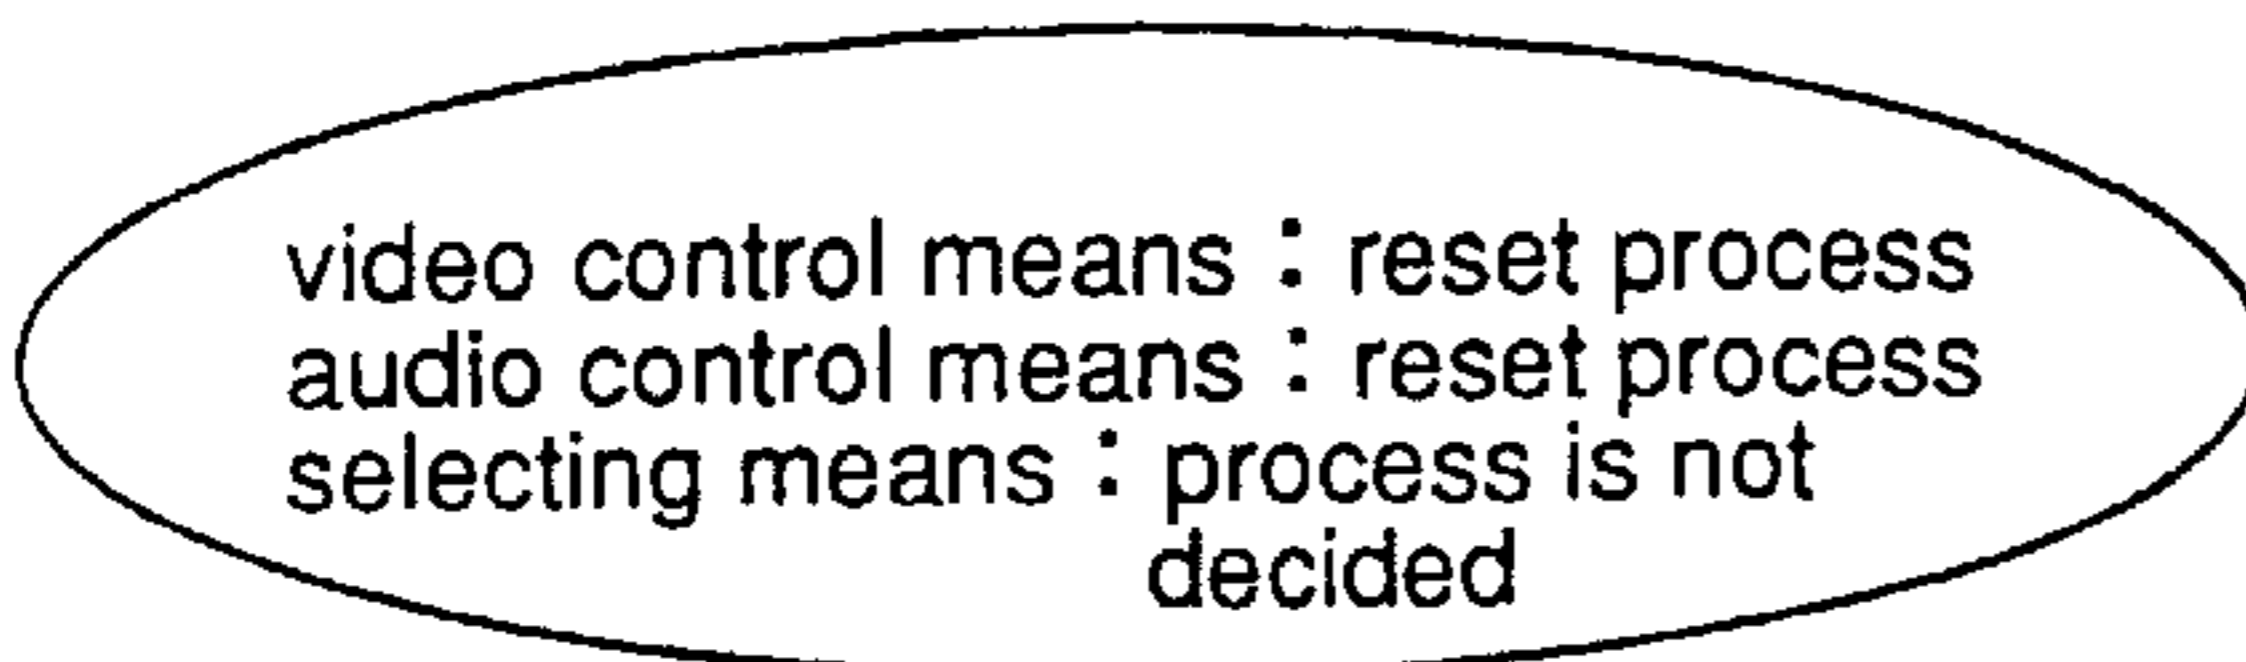 video control means : reset process
audio control means : reset process
selecting means : process is not
decided